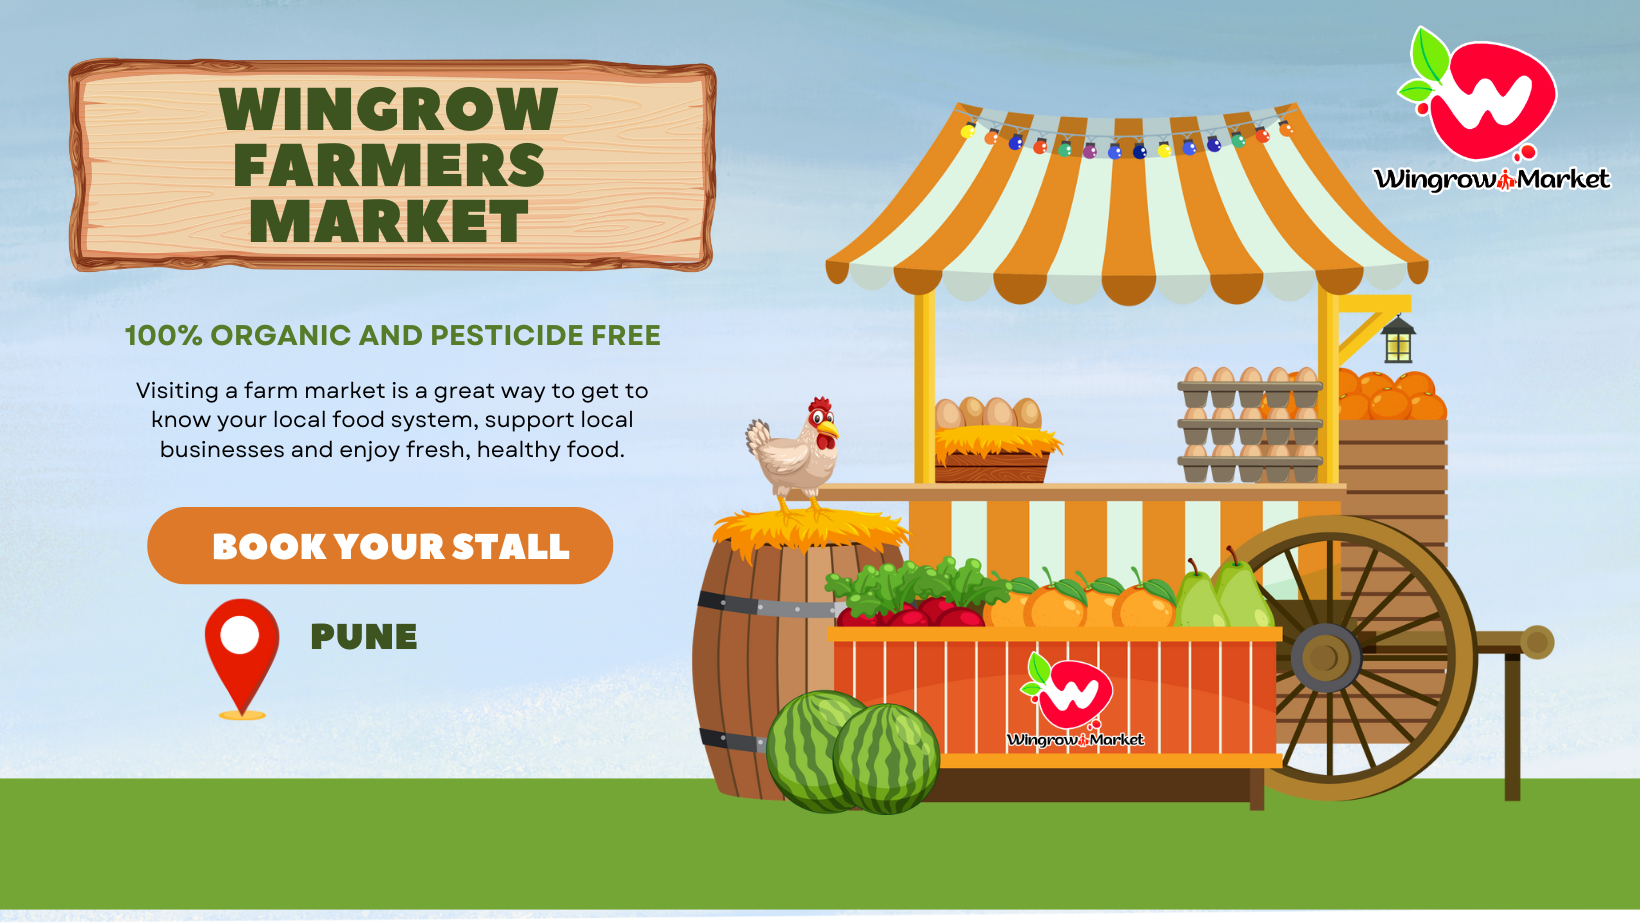 WINGROW
FARMERS
MARKET
Wingrow Market
100% ORGANIC AND PESTICIDE FREE
Visiting a farm market is a great way to get to
know your local food system, support local
businesses and enjoy fresh, healthy food.
BOOK YOUR STALL
PUNE
Wingrow Market